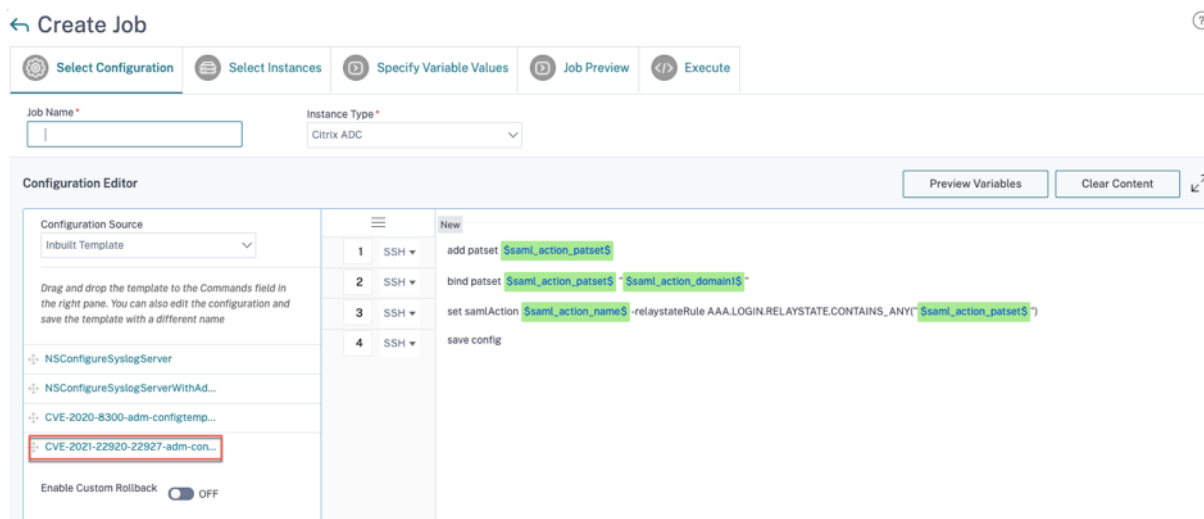 Create Job
?
Select Configuration
Select Instances
Specify Variable Values
Job Preview
</> Execute
Job Name*
Instance Type*
Citrix ADC
Configuration Editor
Preview Variables
Clear Content
Configuration Source
Inbuilt Template
Drag and drop the template to the Commands field in
the right pane. You can also edit the configuration and
save the template with a different name
NSConfigureSyslogServer
NSConfigureSyslogServerWithAd...
CVE-2020-8300-adm-configtemp...
CVE-2021-22920-22927-adm-con...
Enable Custom Rollback OFF
New
1 SSH add patset $saml_action_patset$
2 SSH bind patset $saml_action_patset$ "$saml_action_domain1$"
3 SSH set samlAction $saml_action_name$ -relaystateRule AAA.LOGIN.RELAYSTATE.CONTAINS_ANY("$saml_action_patset$")
4 SSH save config